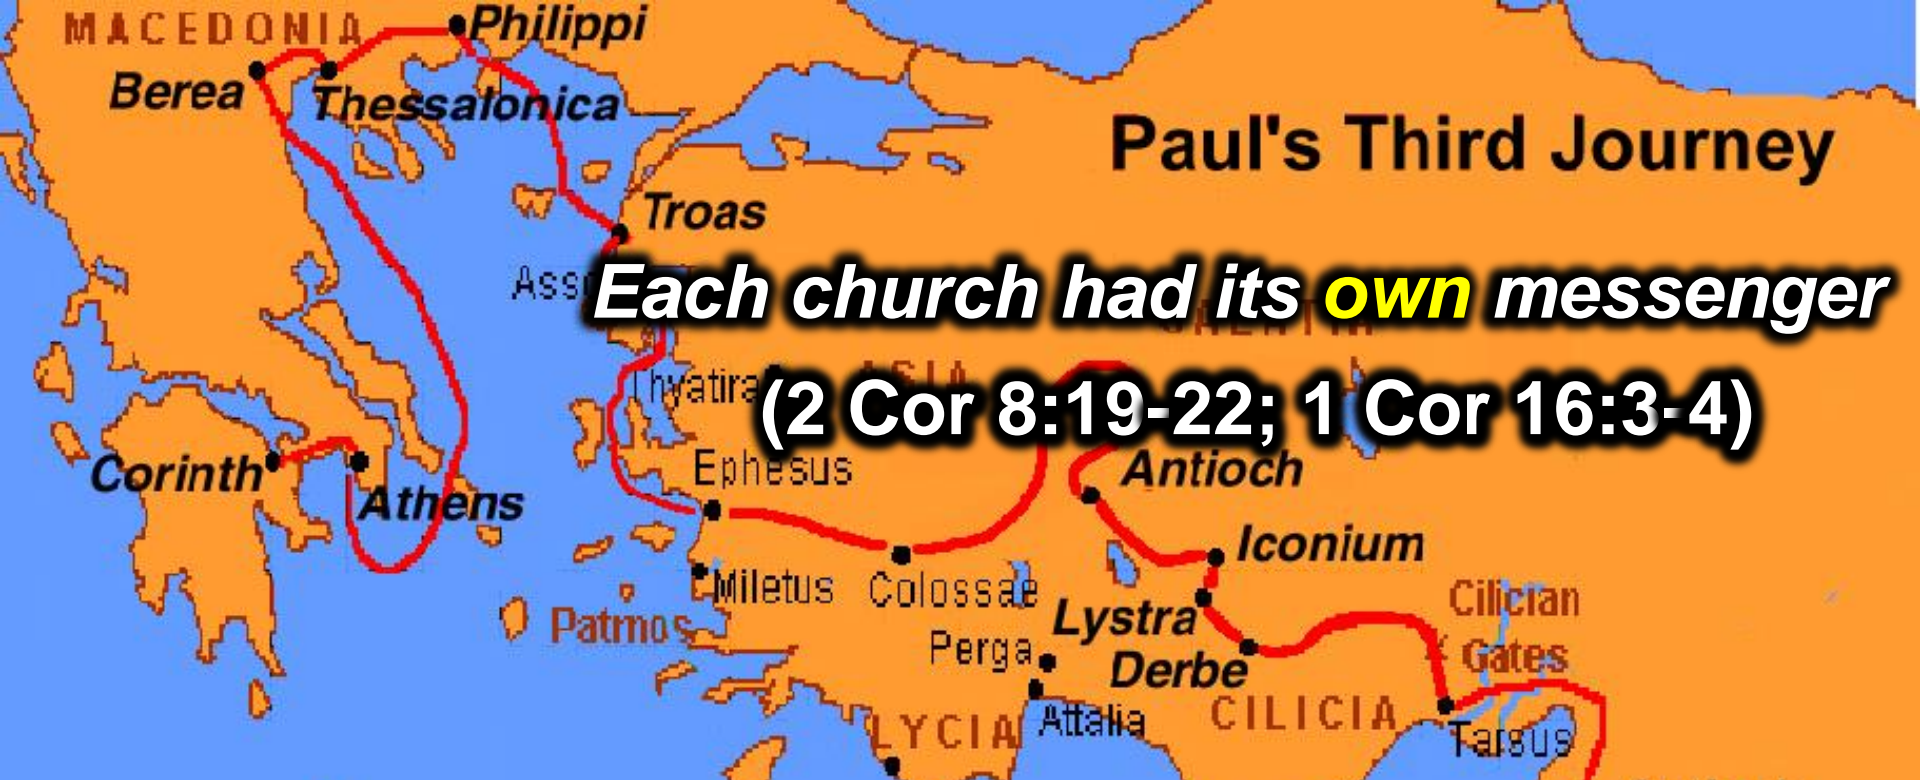 MACEDONIA
Philippi
Berea
Thessalonica
Paul's Third Journey
Troas
Each church had its own messenger
(2 Cor 8:19-22; 1 Cor 16:3-4)
ASIA
Thyatira
Ephesus
Antioch
Corinth
Athens
Iconium
Miletus
Colossae
Cilician
Gates
Patmos
Lystra
Perga
Derbe
CILICIA
LYCIA
Attalia
Tarsus